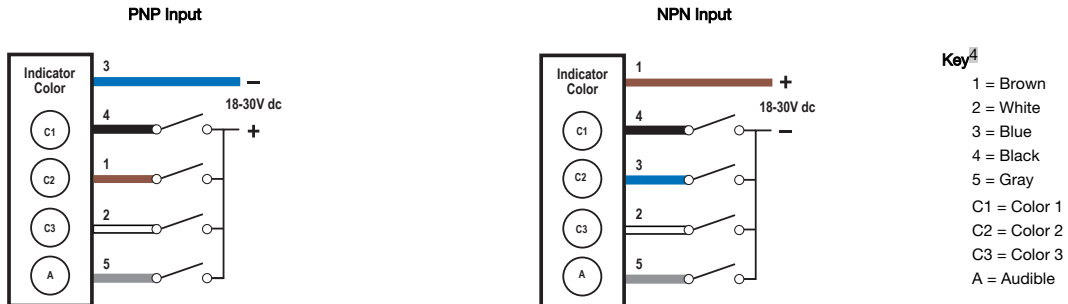 PNP Input
Indicator
Color
3
–
18-30V dc
4
+
C1
1
C2
2
C3
5
A
NPN Input
Indicator
Color
1
+
18-30V dc
4
–
C1
3
C2
2
C3
5
A
Key4
1 = Brown
2 = White
3 = Blue
4 = Black
5 = Gray
C1 = Color 1
C2 = Color 2
C3 = Color 3
A = Audible